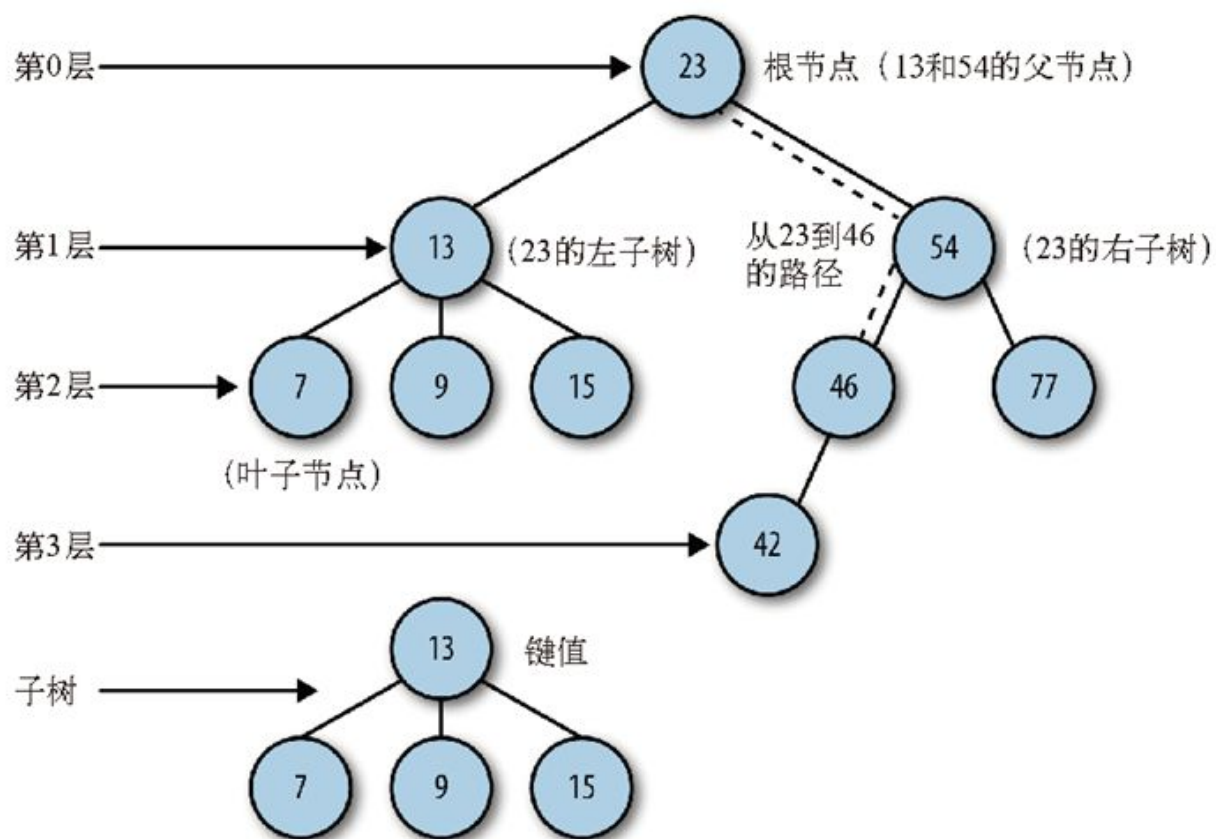 第0层
23
根节点（13和54的父节点）
第1层
13
(23的左子树)
从23到46
的路径
54
(23的右子树)
第2层
7
9
15
46
77
(叶子节点)
第3层
42
13
键值
子树
7
9
15